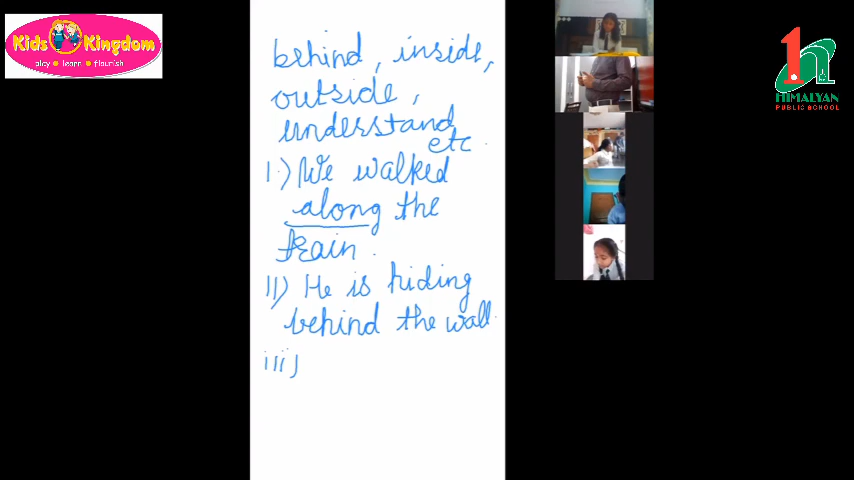 Kids Kingdom
play • learn • flourish
behind, inside,
outside,
understand
etc.
I.) We walked
along the
train.
II) He is hiding
behind the wall.
iii)
HIMALYAN
PUBLIC SCHOOL